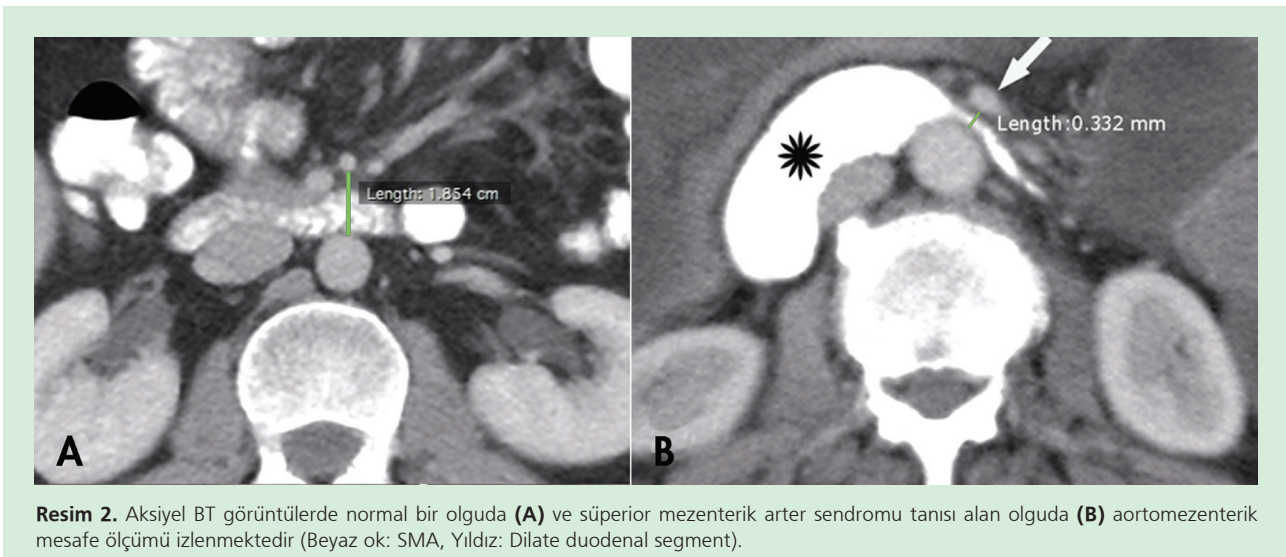 Length: 1.854 cm
A
Length:0.332 mm
B
Resim 2. Aksiyel BT görüntülerde normal bir olguda (A) ve süperior mezenterik arter sendromu tanısı alan olguda (B) aortomezenterik
mesafe ölçümü izlenmektedir (Beyaz ok: SMA, Yıldız: Dilate duodenal segment).